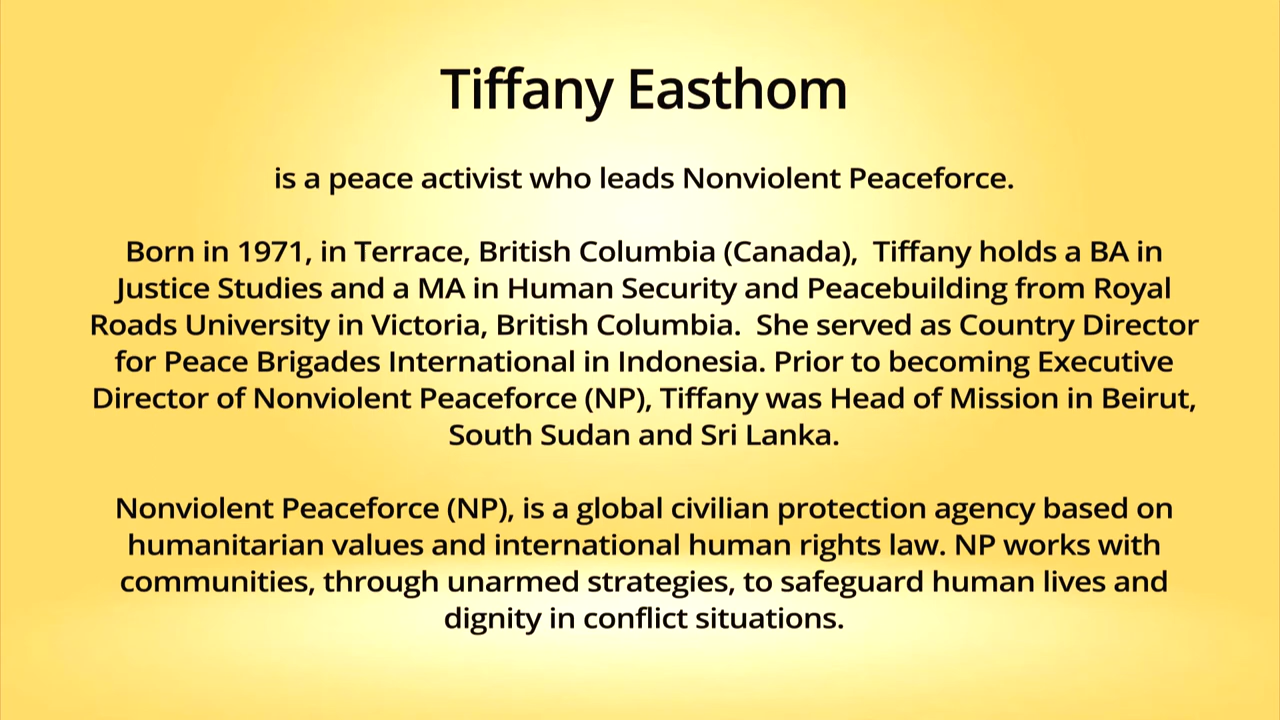 Tiffany Easthom
is a peace activist who leads Nonviolent Peaceforce.
Born in 1971, in Terrace, British Columbia (Canada),  Tiffany holds a BA in
Justice Studies and a MA in Human Security and Peacebuilding from Royal
Roads University in Victoria, British Columbia.  She served as Country Director
for Peace Brigades International in Indonesia. Prior to becoming Executive
Director of Nonviolent Peaceforce (NP), Tiffany was Head of Mission in Beirut,
South Sudan and Sri Lanka.
Nonviolent Peaceforce (NP), is a global civilian protection agency based on
humanitarian values and international human rights law. NP works with
communities, through unarmed strategies, to safeguard human lives and
dignity in conflict situations.